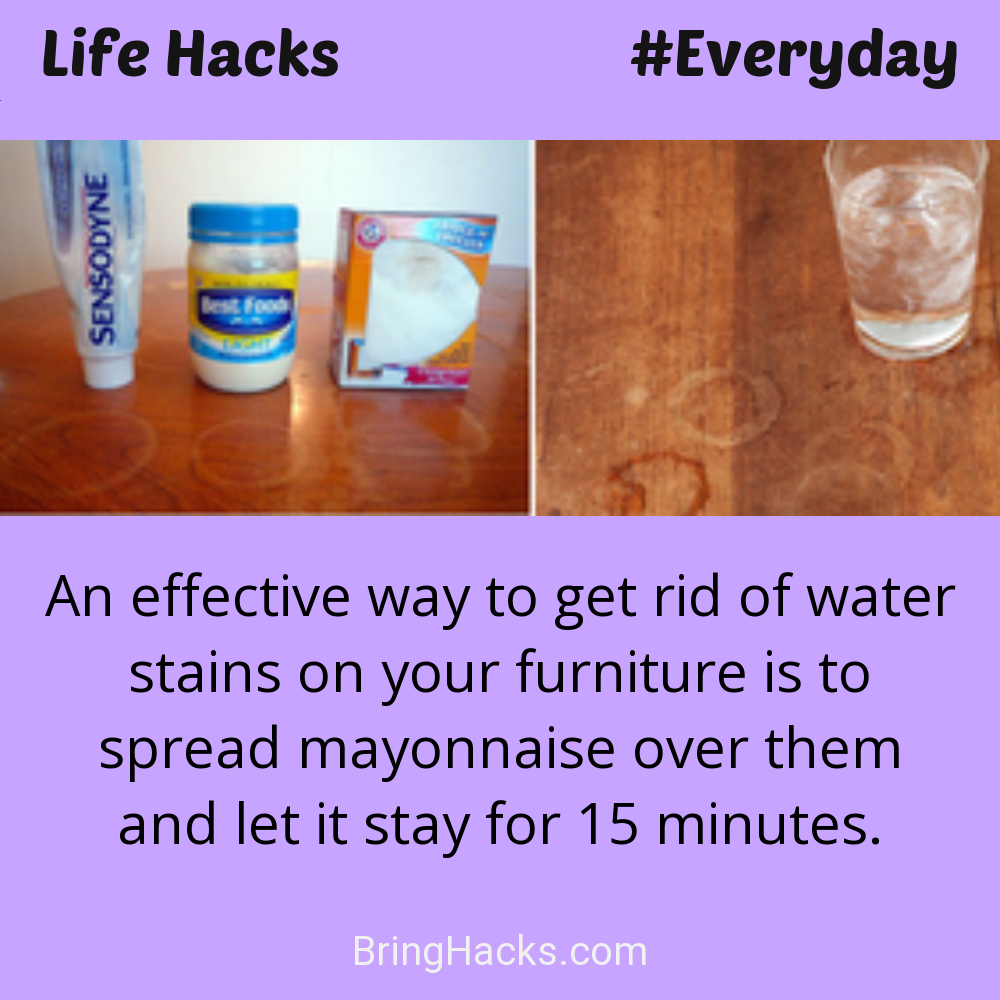 Life Hacks
#Everyday
SENSODYNE
Best Foods
LIGHT
An effective way to get rid of water
stains on your furniture is to
spread mayonnaise over them
and let it stay for 15 minutes.
BringHacks.com